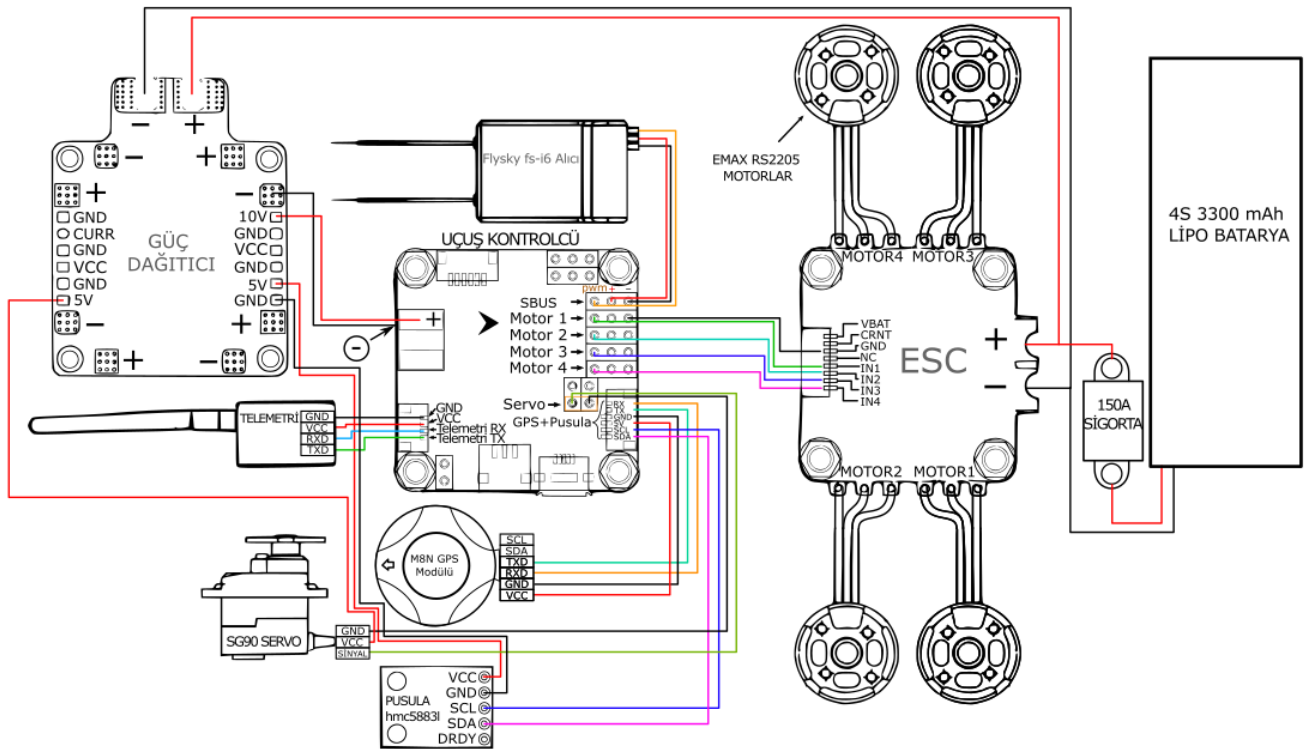 −
+
−
+
+
−
GND
CURR
GND
VCC
GND
5V
GÜÇ
DAĞITICI
10V
GND
VCC
GND
5V
GND
−
+
+
−
Flysky fs-i6 Alıcı
UÇUŞ KONTROLCÜ
pwm + -
SBUS
Motor 1
Motor 2
Motor 3
Motor 4
Servo
GPS+Pusula
RX
TX
GND
5V
SCL
SDA
+
−
GND
VCC
Telemetri RX
Telemetri TX
TELEMETRİ
GND
VCC
RXD
TXD
EMAX RS2205
MOTORLAR
MOTOR4
MOTOR3
VBAT
CRNT
GND
NC
IN1
IN2
IN3
IN4
ESC
+
−
MOTOR2
MOTOR1
150A
SİGORTA
4S 3300 mAh
LİPO BATARYA
M8N GPS
Modülü
SCL
SDA
TXD
RXD
GND
VCC
SG90 SERVO
GND
VCC
SİNYAL
PUSULA
hmc5883l
VCC
GND
SCL
SDA
DRDY